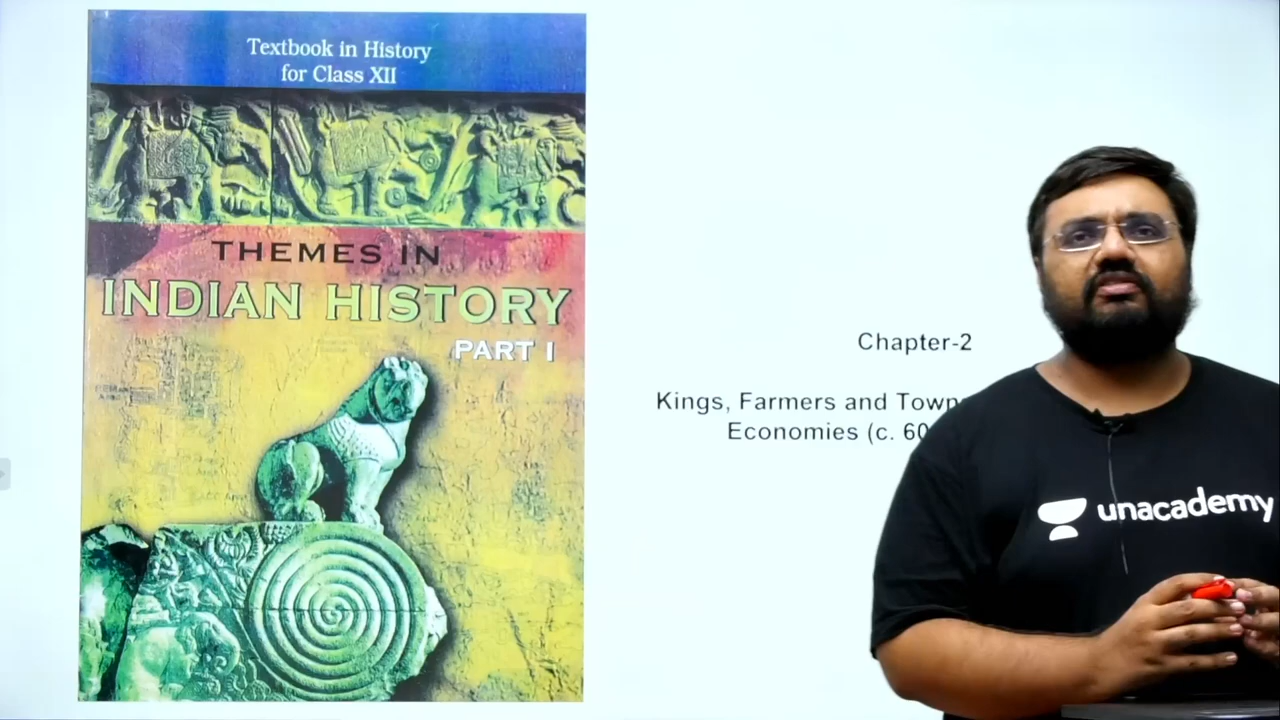 Textbook in History
for Class XII
THEMES IN
INDIAN HISTORY
PART I
Chapter-2
Kings, Farmers and Town
Economies (c. 60
unacademy